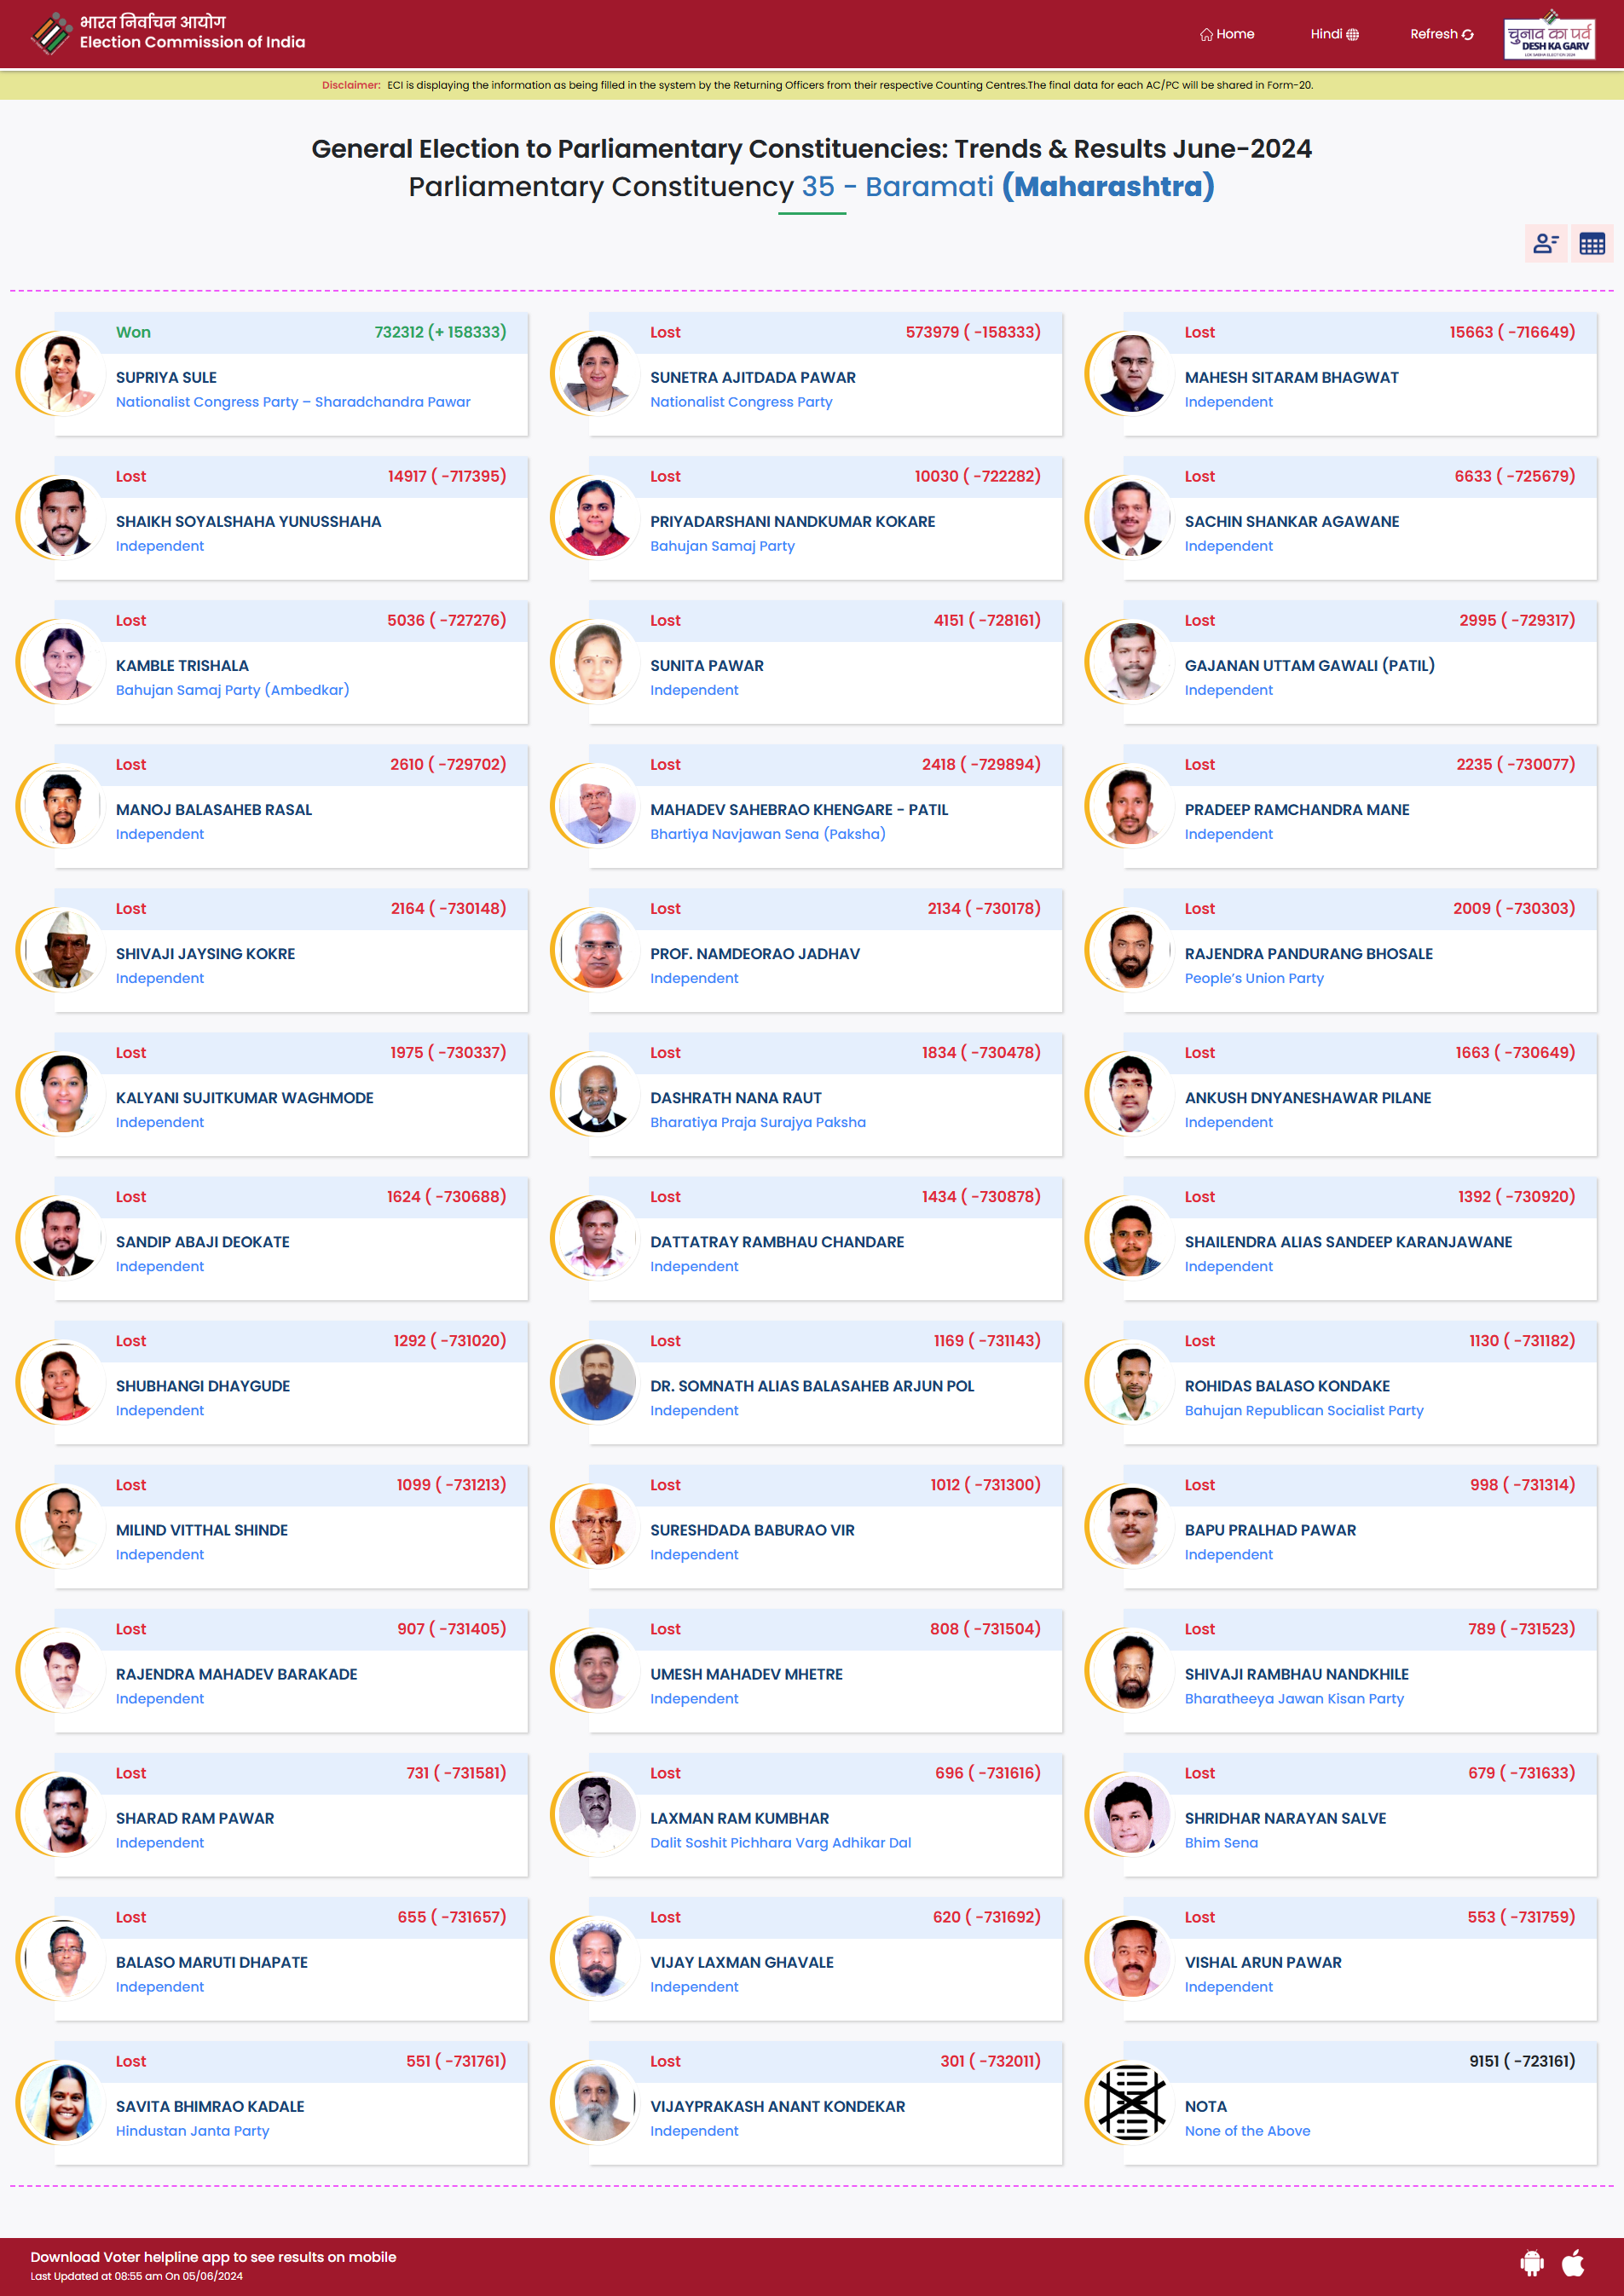 भारत निर्वाचन आयोग
Election Commission of India
Home
Hindi
Refresh
चुनाव का पर्व
DESH KA GARV
LOK SABHA ELECTION 2024
Disclaimer: ECI is displaying the information as being filled in the system by the Returning Officers from their respective Counting Centres.The final data for each AC/PC will be shared in Form-20.
General Election to Parliamentary Constituencies: Trends & Results June-2024
Parliamentary Constituency 35 - Baramati (Maharashtra)
Won 732312 (+ 158333)
SUPRIYA SULE
Nationalist Congress Party – Sharadchandra Pawar
Lost 573979 ( -158333)
SUNETRA AJITDADA PAWAR
Nationalist Congress Party
Lost 15663 ( -716649)
MAHESH SITARAM BHAGWAT
Independent
Lost 14917 ( -717395)
SHAIKH SOYALSHAHA YUNUSSHAHA
Independent
Lost 10030 ( -722282)
PRIYADARSHANI NANDKUMAR KOKARE
Bahujan Samaj Party
Lost 6633 ( -725679)
SACHIN SHANKAR AGAWANE
Independent
Lost 5036 ( -727276)
KAMBLE TRISHALA
Bahujan Samaj Party (Ambedkar)
Lost 4151 ( -728161)
SUNITA PAWAR
Independent
Lost 2995 ( -729317)
GAJANAN UTTAM GAWALI (PATIL)
Independent
Lost 2610 ( -729702)
MANOJ BALASAHEB RASAL
Independent
Lost 2418 ( -729894)
MAHADEV SAHEBRAO KHENGARE - PATIL
Bhartiya Navjawan Sena (Paksha)
Lost 2235 ( -730077)
PRADEEP RAMCHANDRA MANE
Independent
Lost 2164 ( -730148)
SHIVAJI JAYSING KOKRE
Independent
Lost 2134 ( -730178)
PROF. NAMDEORAO JADHAV
Independent
Lost 2009 ( -730303)
RAJENDRA PANDURANG BHOSALE
People's Union Party
Lost 1975 ( -730337)
KALYANI SUJITKUMAR WAGHMODE
Independent
Lost 1834 ( -730478)
DASHRATH NANA RAUT
Bharatiya Praja Surajya Paksha
Lost 1663 ( -730649)
ANKUSH DNYANESHAWAR PILANE
Independent
Lost 1624 ( -730688)
SANDIP ABAJI DEOKATE
Independent
Lost 1434 ( -730878)
DATTATRAY RAMBHAU CHANDARE
Independent
Lost 1392 ( -730920)
SHAILENDRA ALIAS SANDEEP KARANJAWANE
Independent
Lost 1292 ( -731020)
SHUBHANGI DHAYGUDE
Independent
Lost 1169 ( -731143)
DR. SOMNATH ALIAS BALASAHEB ARJUN POL
Independent
Lost 1130 ( -731182)
ROHIDAS BALASO KONDAKE
Bahujan Republican Socialist Party
Lost 1099 ( -731213)
MILIND VITTHAL SHINDE
Independent
Lost 1012 ( -731300)
SURESHDADA BABURAO VIR
Independent
Lost 998 ( -731314)
BAPU PRALHAD PAWAR
Independent
Lost 907 ( -731405)
RAJENDRA MAHADEV BARAKADE
Independent
Lost 808 ( -731504)
UMESH MAHADEV MHETRE
Independent
Lost 789 ( -731523)
SHIVAJI RAMBHAU NANDKHILE
Bharatheeya Jawan Kisan Party
Lost 731 ( -731581)
SHARAD RAM PAWAR
Independent
Lost 696 ( -731616)
LAXMAN RAM KUMBHAR
Dalit Soshit Pichhara Varg Adhikar Dal
Lost 679 ( -731633)
SHRIDHAR NARAYAN SALVE
Bhim Sena
Lost 655 ( -731657)
BALASO MARUTI DHAPATE
Independent
Lost 620 ( -731692)
VIJAY LAXMAN GHAVALE
Independent
Lost 553 ( -731759)
VISHAL ARUN PAWAR
Independent
Lost 551 ( -731761)
SAVITA BHIMRAO KADALE
Hindustan Janta Party
Lost 301 ( -732011)
VIJAYPRAKASH ANANT KONDEKAR
Independent
9151 ( -723161)
NOTA
None of the Above
Download Voter helpline app to see results on mobile
Last Updated at 08:55 am On 05/06/2024